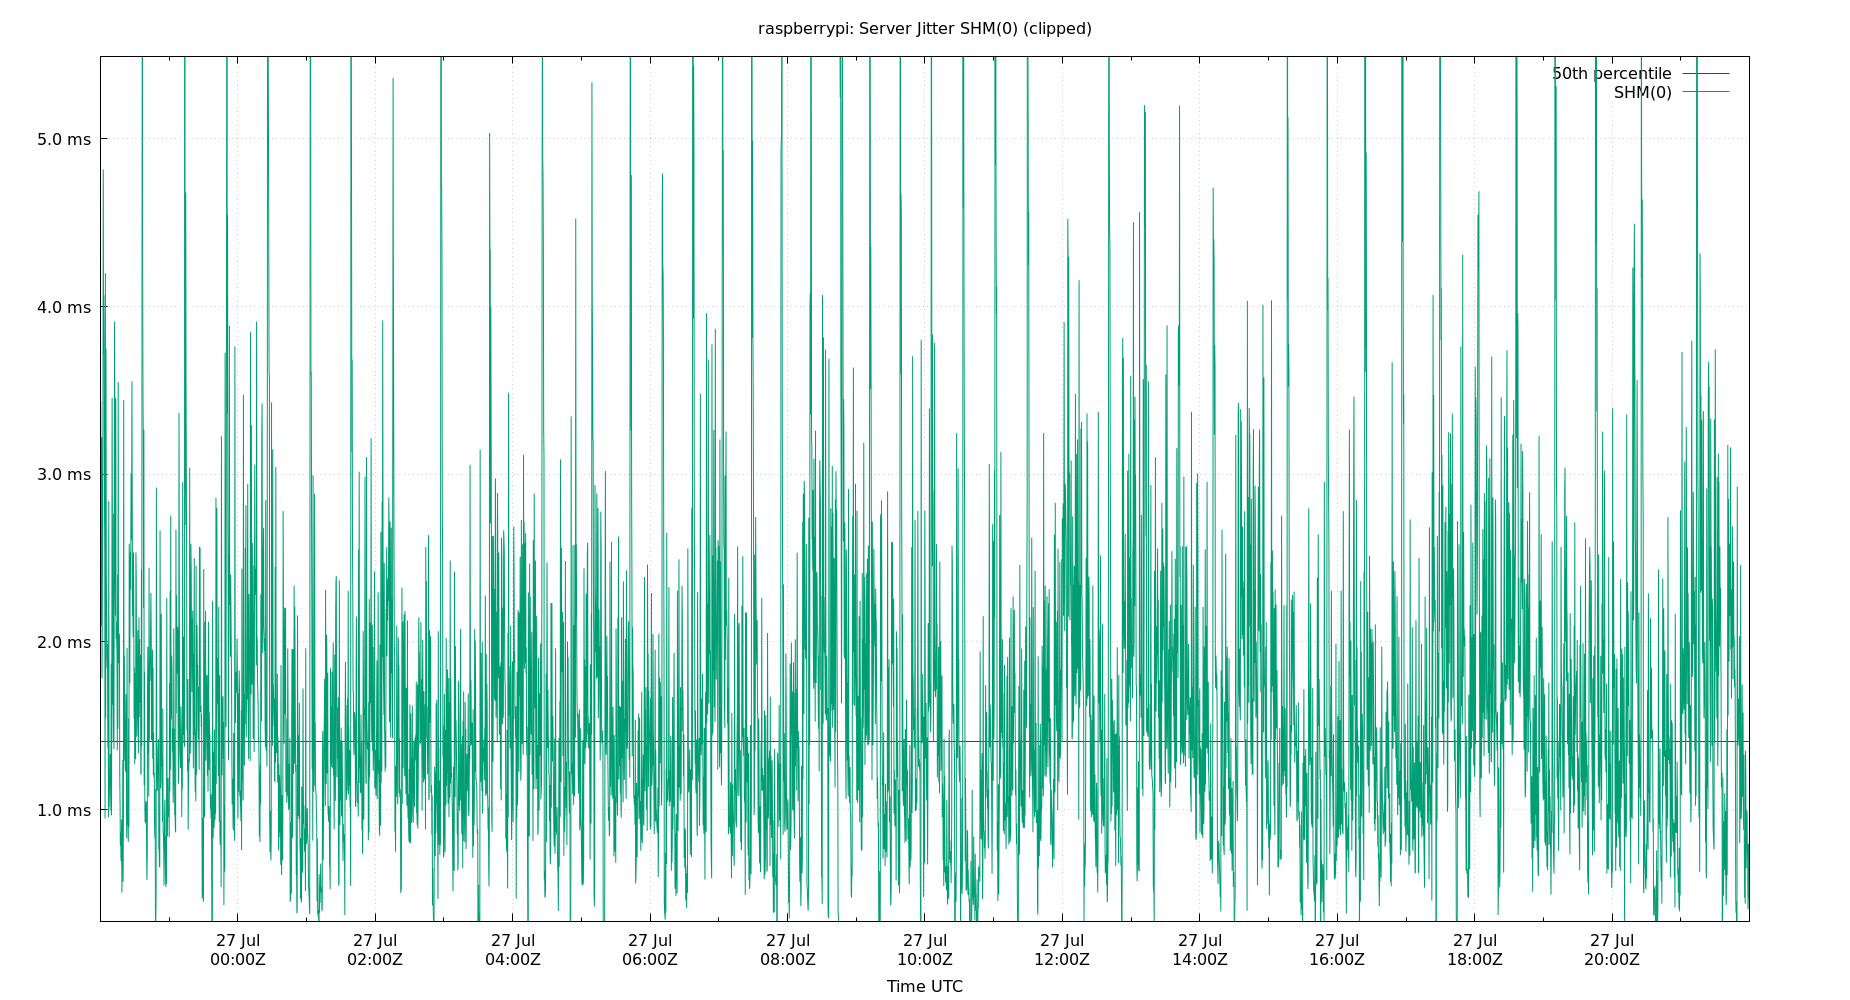 raspberrypi: Server Jitter SHM(0) (clipped)
50th percentile
SHM(0)
5.0 ms
4.0 ms
3.0 ms
2.0 ms
1.0 ms
27 Jul 27 Jul 27 Jul 27 Jul 27 Jul 27 Jul 27 Jul 27 Jul 27 Jul 27 Jul 27 Jul
00:00Z 02:00Z 04:00Z 06:00Z 08:00Z 10:00Z 12:00Z 14:00Z 16:00Z 18:00Z 20:00Z
Time UTC